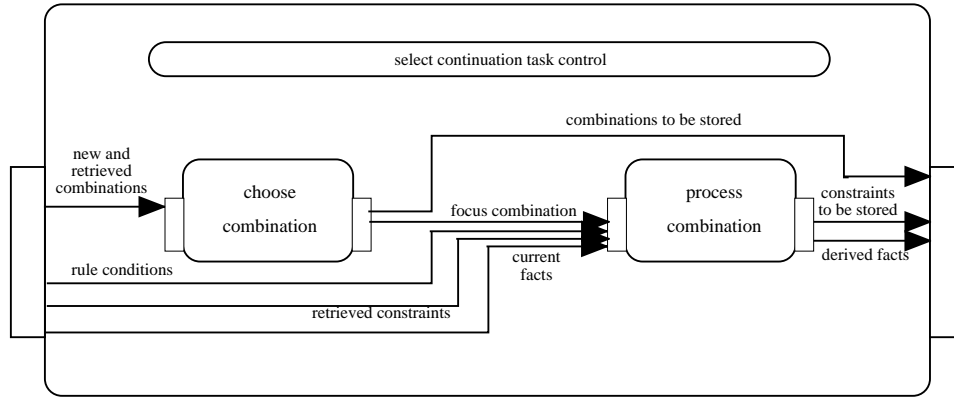 select continuation task control
combinations to be stored
new and
retrieved
combinations
choose
combination
focus combination
process
combination
constraints
to be stored
rule conditions
current
facts
derived facts
retrieved constraints